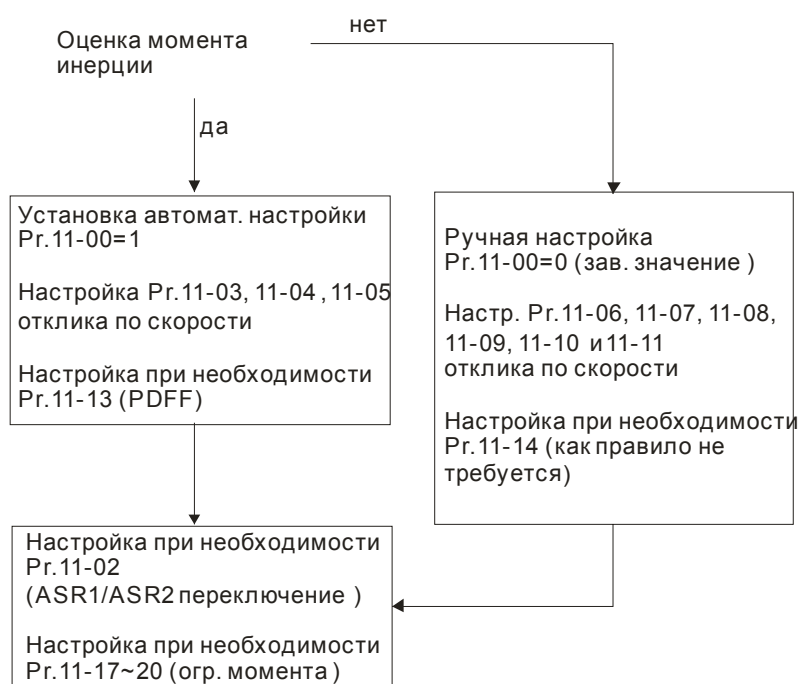 Оценка момента
инерции
нет
да
Установка автомат. настройки
Pr.11-00=1
Настройка Pr.11-03, 11-04 , 11-05
отклика по скорости
Настройка при необходимости
Pr.11-13 (PDFF)
Ручная настройка
Pr.11-00=0 (зав. значение )
Настр. Pr.11-06, 11-07, 11-08,
11-09, 11-10 и 11-11
отклика по скорости
Настройка при необходимости
Pr.11-14 (как правило не
требуется)
Настройка при необходимости
Pr.11-02
(ASR1/ASR2 переключение )
Настройка при необходимости
Pr.11-17~20 (огр. момента )